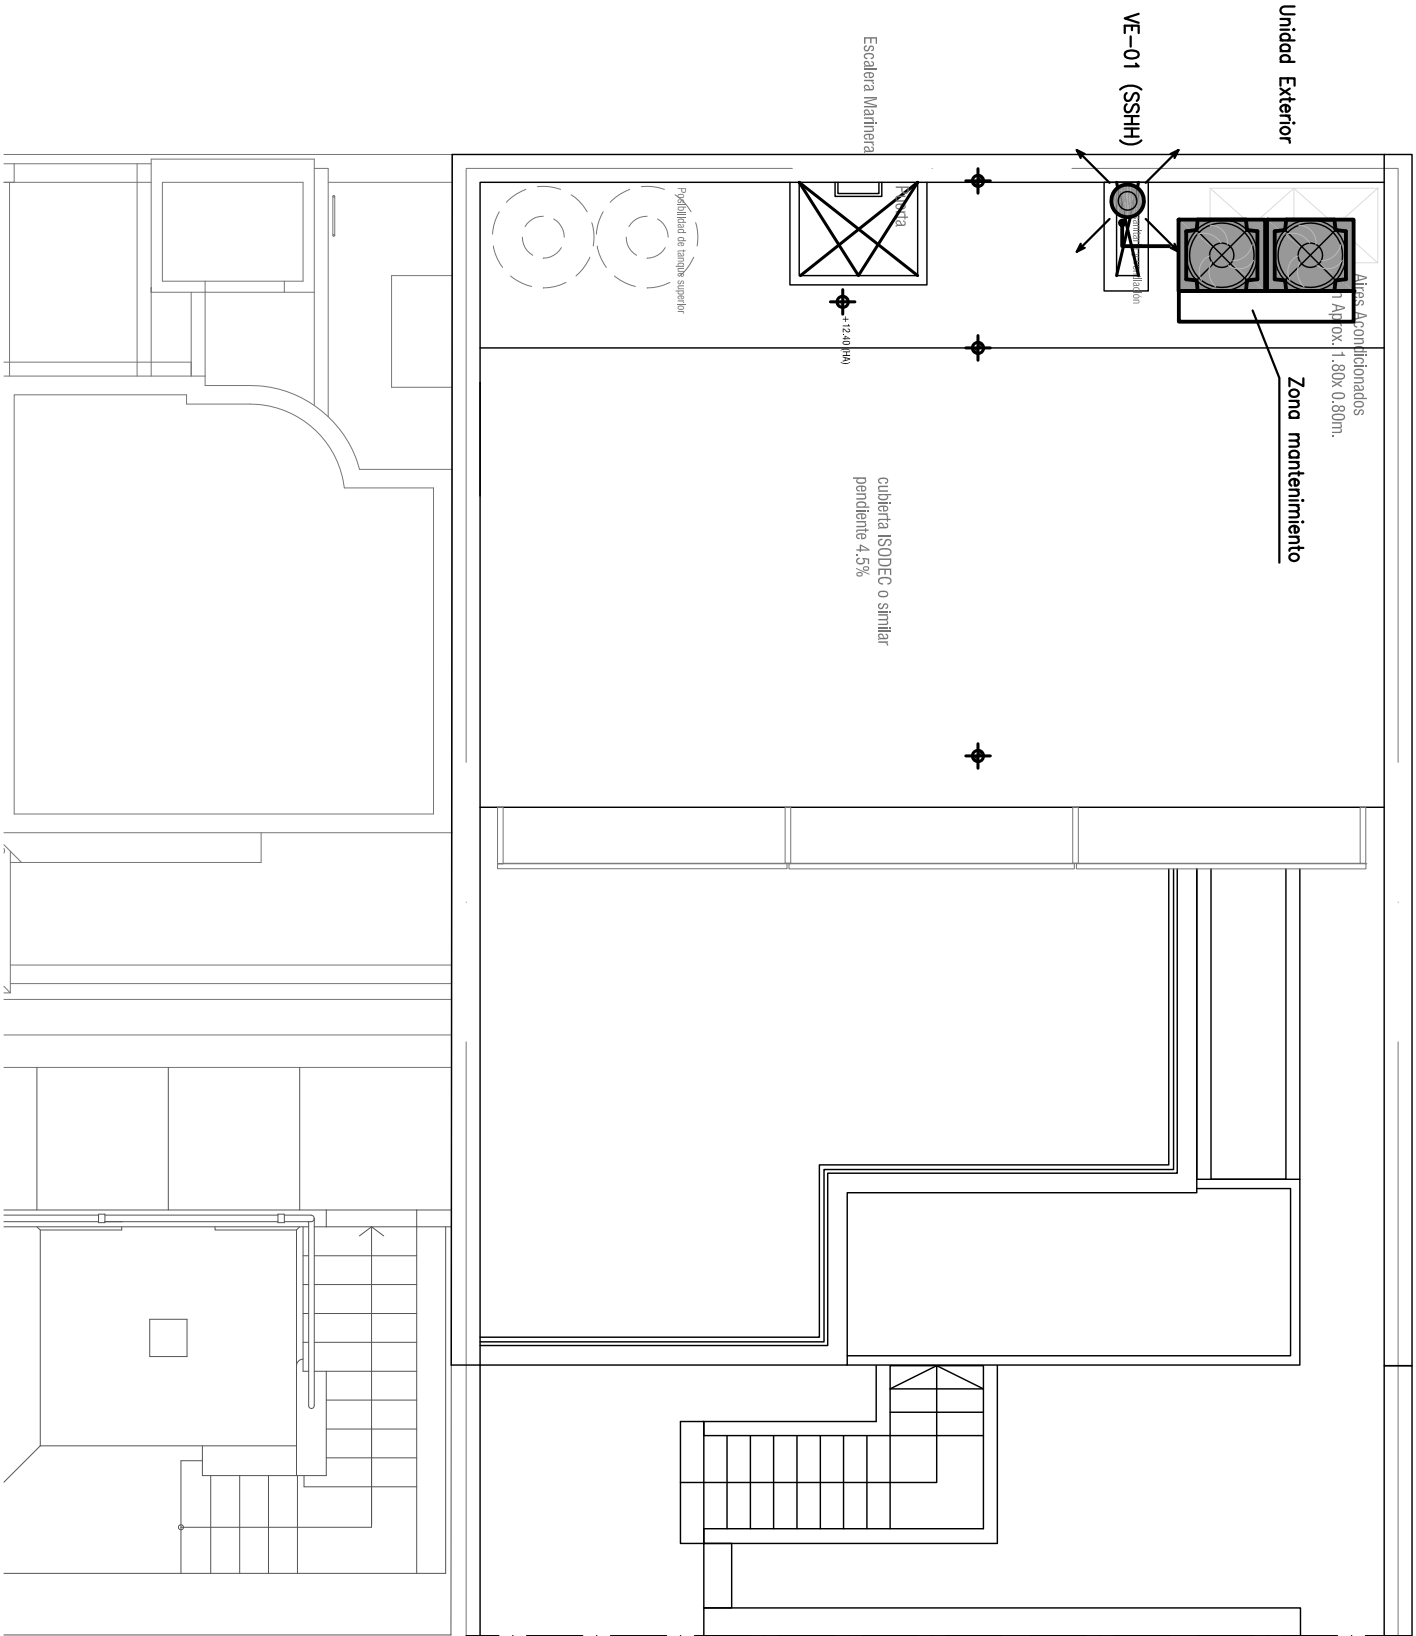 Unidad Exterior
VE-01 (SSHH)
Escalera Marinera
Aires Acondicionados
Aprox. 1.80x 0.80m.
Zona mantenimiento
Puerta
Posibilidad de tanque superior
+12.40 (HA)
cubierta ISODEC o similar
pendiente 4.5%